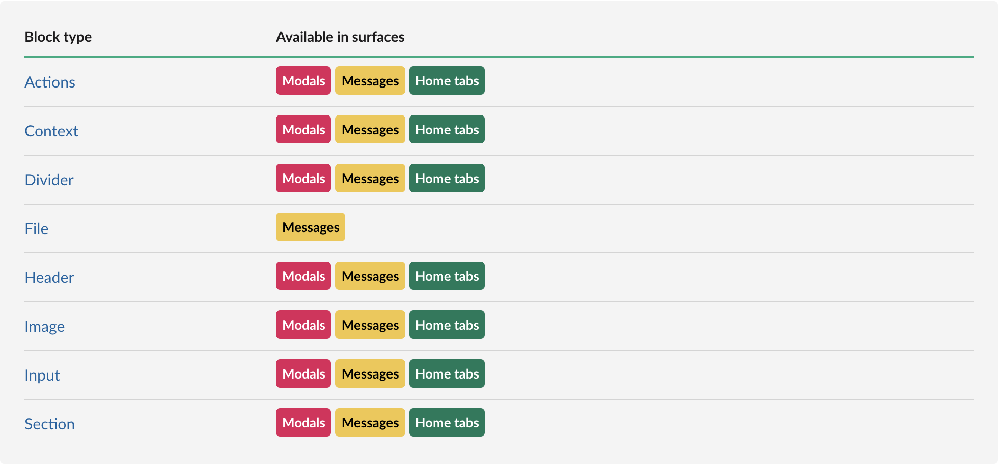 Block type Available in surfaces
Actions Modals Messages Home tabs
Context Modals Messages Home tabs
Divider Modals Messages Home tabs
File Messages
Header Modals Messages Home tabs
Image Modals Messages Home tabs
Input Modals Messages Home tabs
Section Modals Messages Home tabs